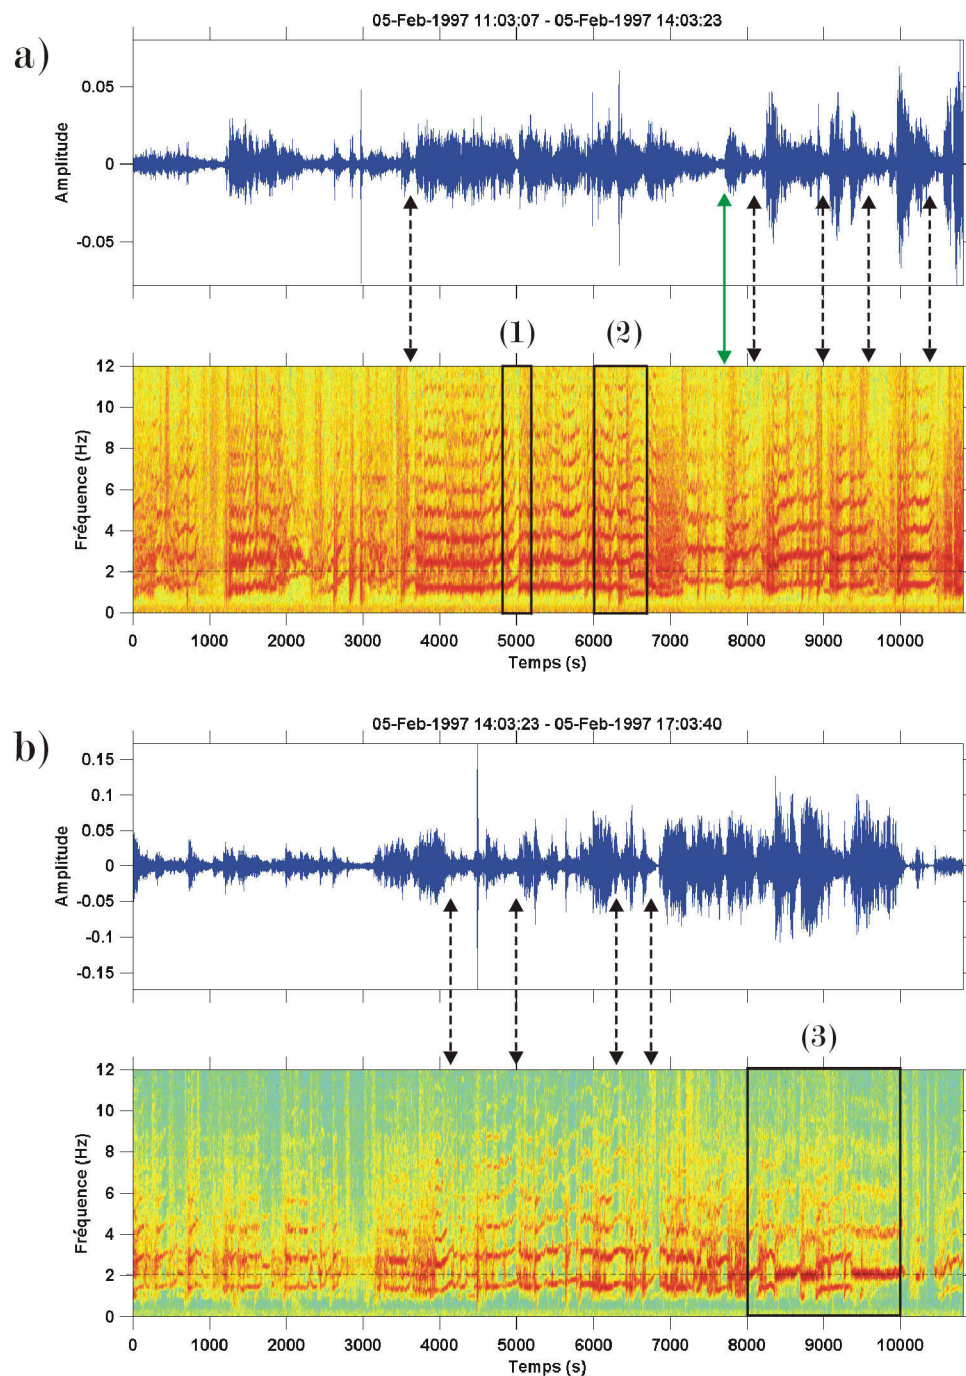 05-Feb-1997 11:03:07 - 05-Feb-1997 14:03:23
a)
Amplitude
0.05
0
-0.05
(1) (2)
Fréquence (Hz)
12
10
8
6
4
2
0
0 1000 2000 3000 4000 5000 6000 7000 8000 9000 10000
Temps (s)
05-Feb-1997 14:03:23 - 05-Feb-1997 17:03:40
b)
Amplitude
0.15
0.1
0.05
0
-0.05
-0.1
-0.15
(3)
Fréquence (Hz)
12
10
8
6
4
2
0
0 1000 2000 3000 4000 5000 6000 7000 8000 9000 10000
Temps (s)